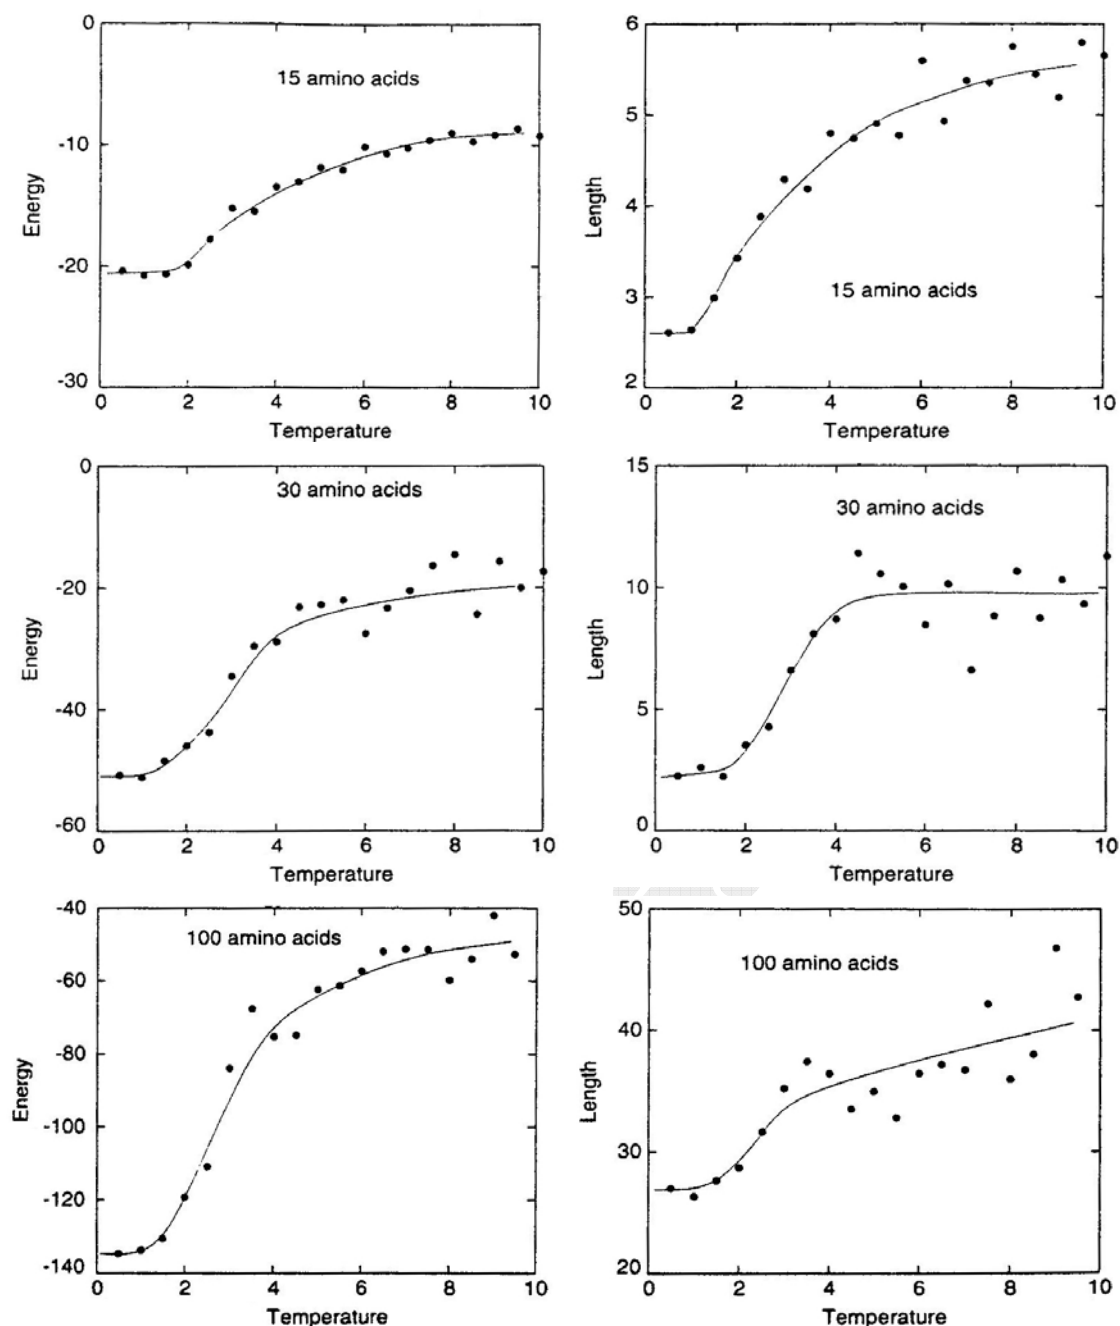 0
-10
-20
-30
Energy
15 amino acids
0 2 4 6 8 10
Temperature
6
5
4
3
2
Length
15 amino acids
0 2 4 6 8 10
Temperature
0
-20
-40
-60
Energy
30 amino acids
0 2 4 6 8 10
Temperature
15
10
5
0
Length
30 amino acids
0 2 4 6 8 10
Temperature
-40
-60
-80
-100
-120
-140
Energy
100 amino acids
0 2 4 6 8 10
Temperature
50
40
30
20
Length
100 amino acids
0 2 4 6 8 10
Temperature